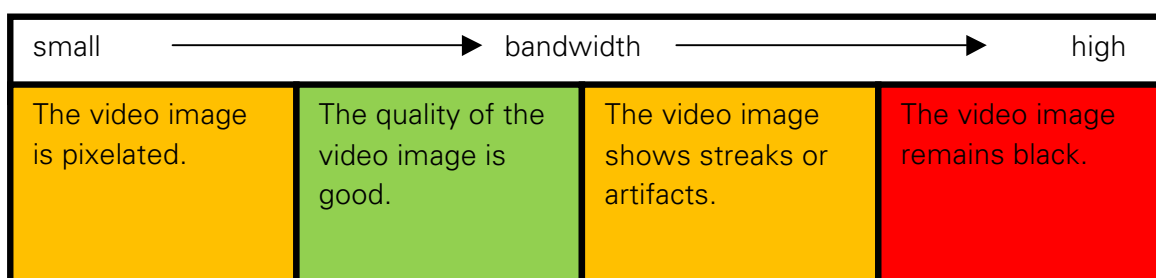 small bandwidth high
The video image
is pixelated.
The quality of the
video image is
good.
The video image
shows streaks or
artifacts.
The video image
remains black.